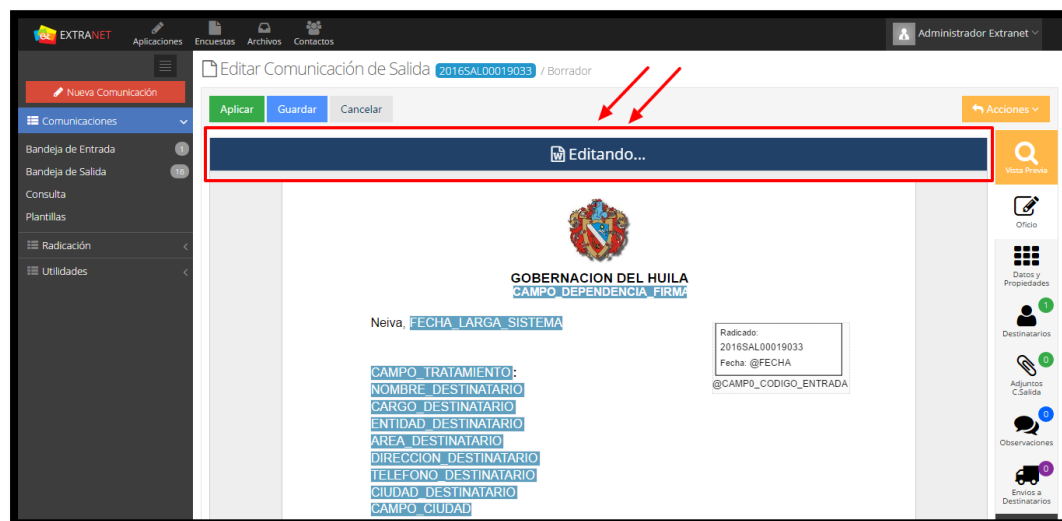 EXTRANET
Aplicaciones Encuestas Archivos Contactos
Administrador Extranet
Nueva Comunicación
Comunicaciones
Bandeja de Entrada 1
Bandeja de Salida 16
Consulta
Plantillas
Radicación
Utilidades
Editar Comunicación de Salida 2016SAL00019033 / Borrador
Aplicar Guardar Cancelar
Acciones
Editando...
GOBERNACION DEL HUILA
CAMPO_DEPENDENCIA_FIRMA
Neiva, FECHA_LARGA_SISTEMA
Radicado:
2016SAL00019033
Fecha: @FECHA
@CAMP0_CODIGO_ENTRADA
CAMPO_TRATAMIENTO:
NOMBRE_DESTINATARIO
CARGO_DESTINATARIO
ENTIDAD_DESTINATARIO
AREA_DESTINATARIO
DIRECCION_DESTINATARIO
TELEFONO_DESTINATARIO
CIUDAD_DESTINATARIO
CAMPO_CIUDAD
Vista Previa
Oficio
Datos y
Propiedades
1
Destinatarios
0
Adjuntos
C.Salida
0
Observaciones
0
Envios a
Destinatarios